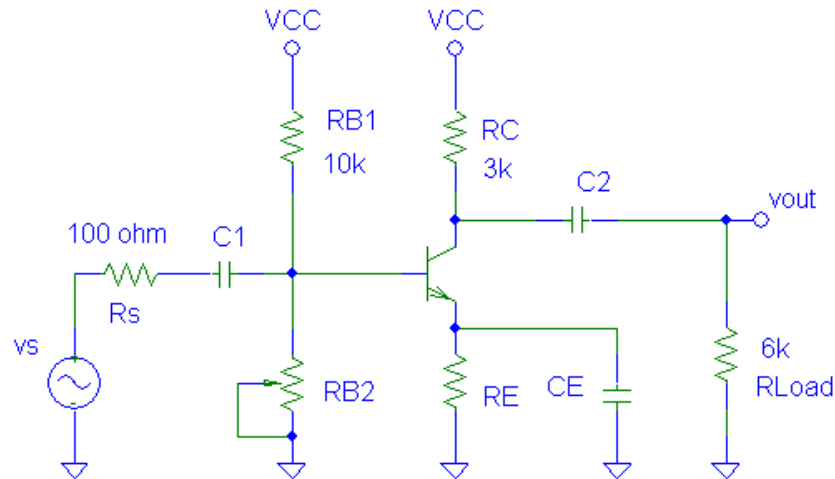 VCC
VCC
RB1
10k
RC
3k
C2
vout
100 ohm
C1
Rs
vs
RB2
RE
CE
6k
RLoad